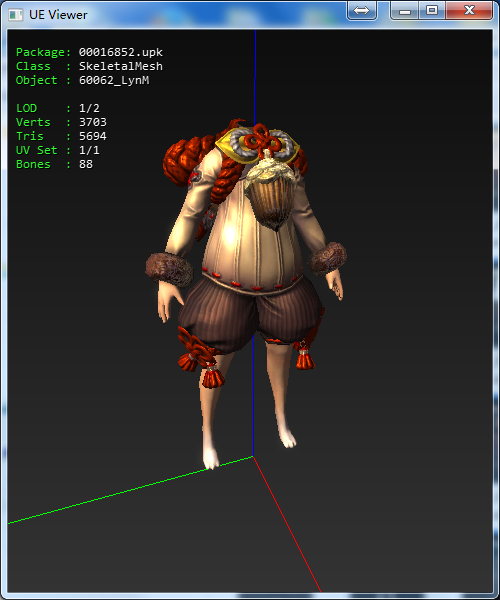 UE Viewer
Package: 00016852.upk
Class : SkeletalMesh
Object : 60062_LynM
LOD : 1/2
Verts : 3703
Tris : 5694
UV Set : 1/1
Bones : 88